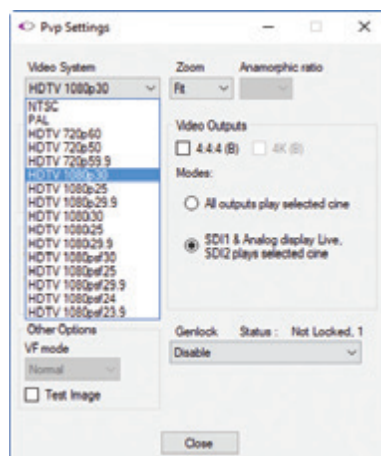 Pvp Settings
Video System
HDTV 1080p30
NTSC
PAL
HDTV 720p60
HDTV 720p50
HDTV 720p59.9
HDTV 1080p30
HDTV 1080p25
HDTV 1080p29.9
HDTV 1080i30
HDTV 1080i25
HDTV 1080i29.9
HDTV 1080psf30
HDTV 1080psf25
HDTV 1080psf29.9
HDTV 1080psf24
HDTV 1080psf23.9
Other Options
VF mode
Normal
Test Image
Zoom
Anamorphic ratio
Fit
Video Outputs
4:4:4 (B)
4K (B)
Modes:
All outputs play selected cine
SDI1 & Analog display Live,
SDI2 plays selected cine
Genlock
Status : Not Locked, 1
Disable
Close